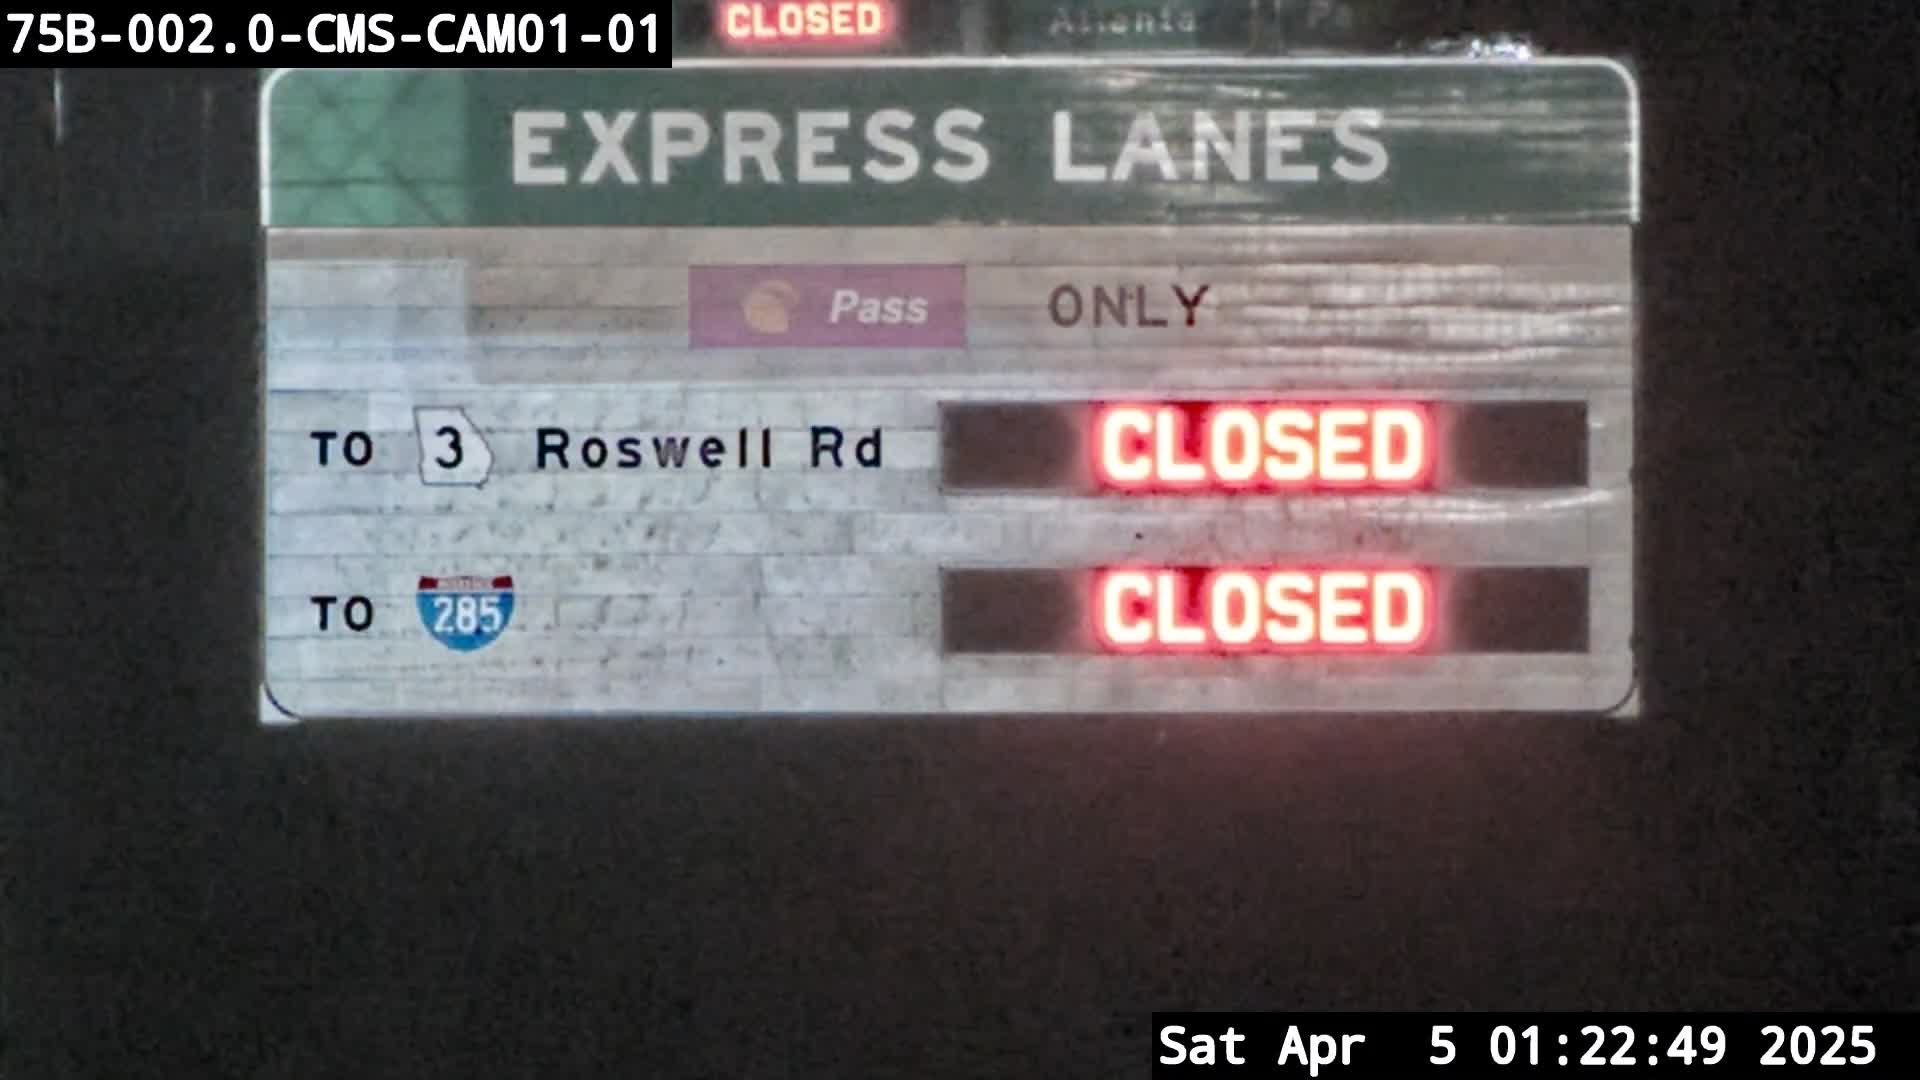 75B-002.0-CMS-CAM01-01
CLOSED
Atlanta
EXPRESS LANES
Pass ONLY
TO 3 Roswell Rd CLOSED
TO 285 CLOSED
Sat Apr 5 01:22:49 2025